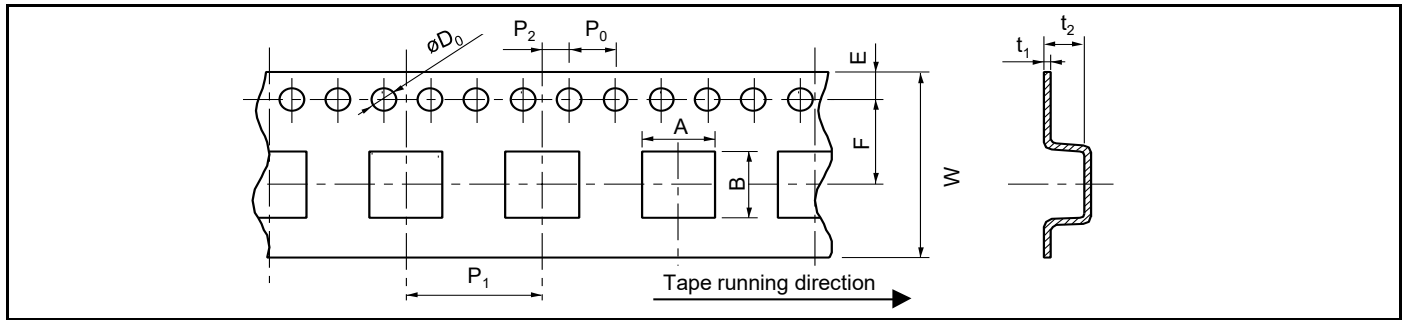 t₂
P₂ P₀
øD₀
E
t₁
A
F
B
W
P₁
Tape running direction